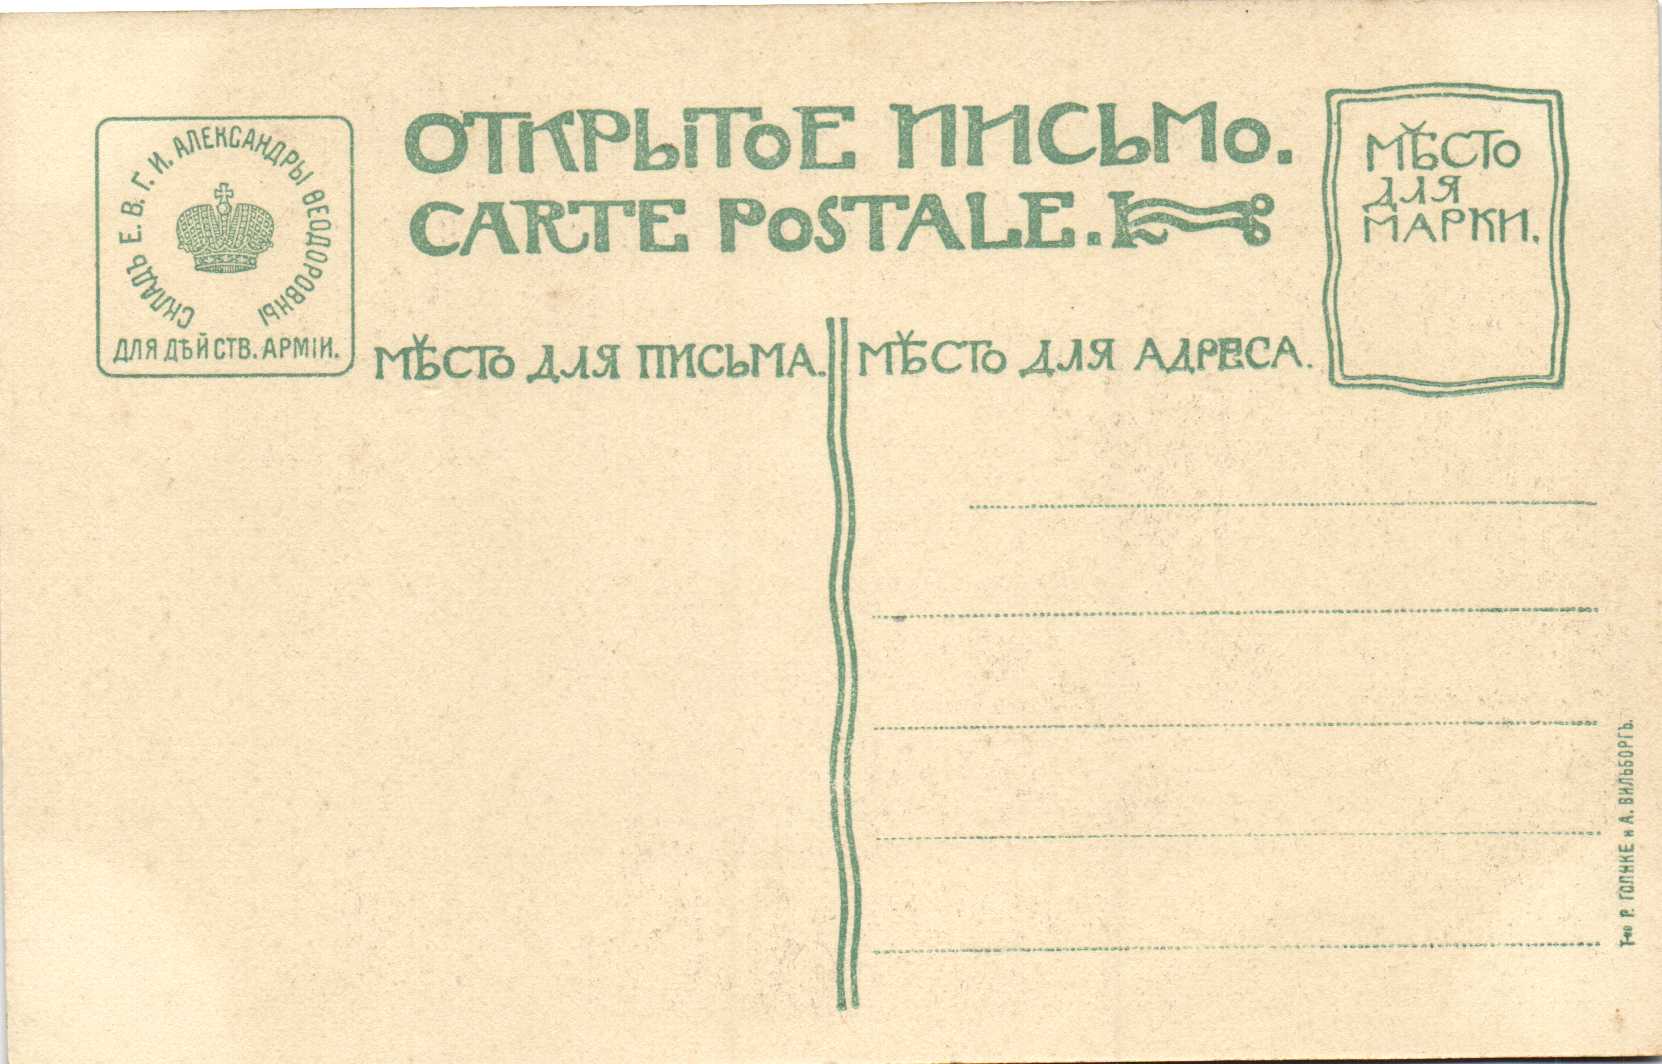 СКЛАДЪ Е. В. Г. И. АЛЕКСАНДРЫ ѲЕОДОРОВНЫ
ДЛЯ ДѢЙСТВ. АРМІИ.
ОТКРЫТОЕ ПИСЬМО.
CARTE POSTALE.
МѢСТО
ДЛЯ
МАРКИ.
МѢСТО ДЛЯ ПИСЬМА.
МѢСТО ДЛЯ АДРЕСА.
Т-во Р. ГОЛИКЕ и А. ВИЛЬБОРГЪ.